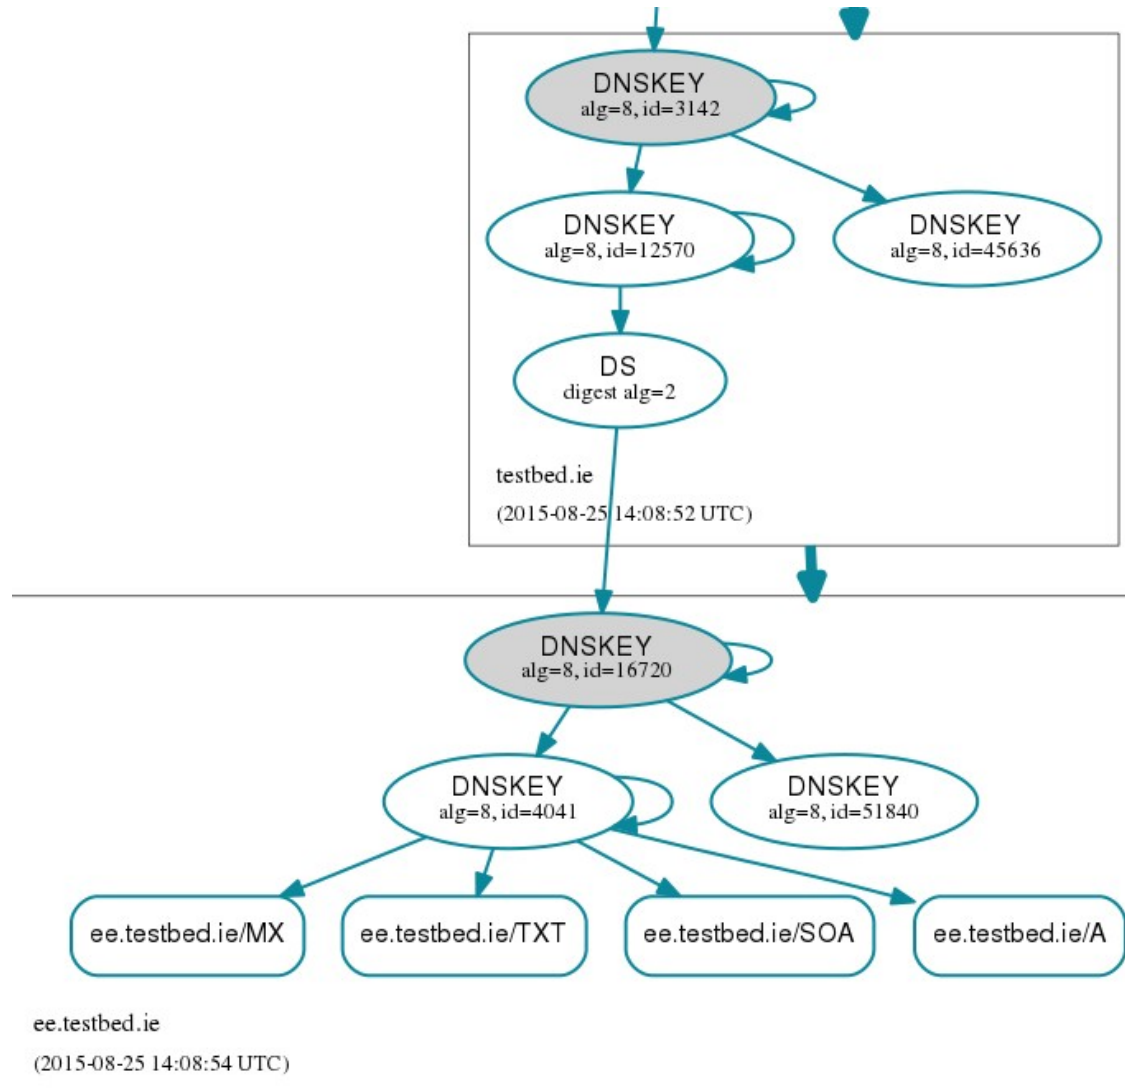 DNSKEY
alg=8, id=3142
DNSKEY
alg=8, id=12570
DNSKEY
alg=8, id=45636
DS
digest alg=2
testbed.ie
(2015-08-25 14:08:52 UTC)
DNSKEY
alg=8, id=16720
DNSKEY
alg=8, id=4041
DNSKEY
alg=8, id=51840
ee.testbed.ie/MX
ee.testbed.ie/TXT
ee.testbed.ie/SOA
ee.testbed.ie/A
ee.testbed.ie
(2015-08-25 14:08:54 UTC)